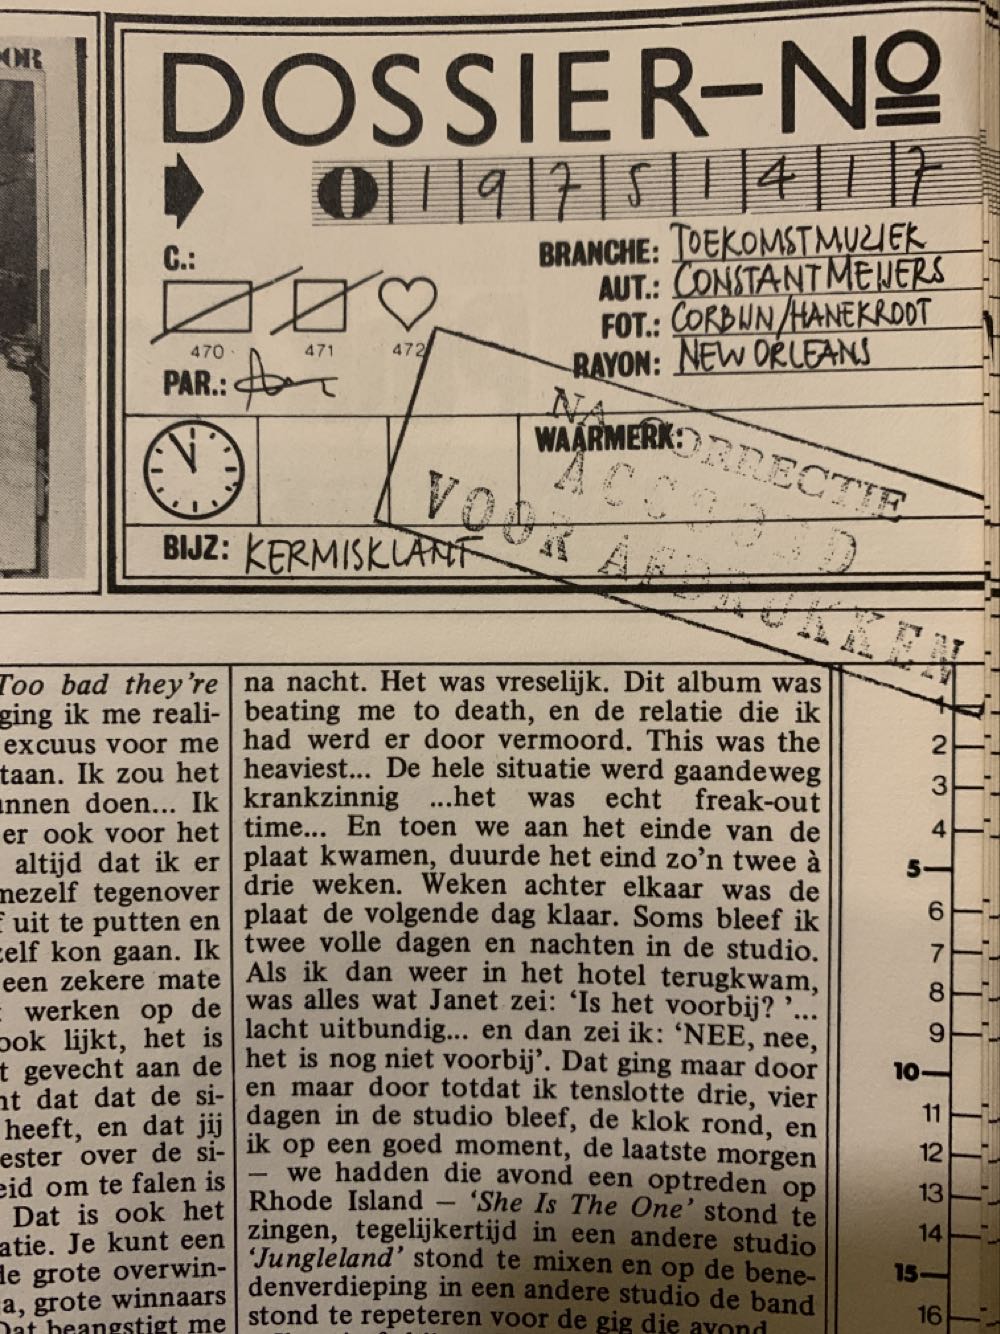 DOSSIER—No
0 1 9 7 5 1 4 1 7
C.:
470 471 472
PAR.:
BRANCHE: TOEKOMSTMUZIEK
AUT.: CONSTANT MEIJERS
FOT.: CORBIJN/HANEKROOT
RAYON: NEW ORLEANS
WAARMERK:
NA CORRECTIE
ACCOORD
VOOR AFDRUKKEN
BIJZ: KERMISKLANT
Too bad they're
ging ik me reali-
excuus voor me
taan. Ik zou het
doen... Ik
er ook voor het
altijd dat ik er
mezelf tegenover
uit te putten en
kon gaan. Ik
een zekere mate
werken op de
ook lijkt, het is
gevecht aan de
dat dat de si-
heeft, en dat jij
over de si-
om te falen is
Dat is ook het
Je kunt een
grote overwin-
grote winnaars
beangstigt me
na nacht. Het was vreselijk. Dit album was
beating me to death, en de relatie die ik
had werd er door vermoord. This was the
heaviest... De hele situatie werd gaandeweg
krankzinnig ...het was echt freak-out
time... En toen we aan het einde van de
plaat kwamen, duurde het eind zo'n twee à
drie weken. Weken achter elkaar was de
plaat de volgende dag klaar. Soms bleef ik
twee volle dagen en nachten in de studio.
Als ik dan weer in het hotel terugkwam,
was alles wat Janet zei: 'Is het voorbij? '...
lacht uitbundig... en dan zei ik: 'NEE, nee,
het is nog niet voorbij'. Dat ging maar door
en maar door totdat ik tenslotte drie, vier
dagen in de studio bleef, de klok rond, en
ik op een goed moment, de laatste morgen
— we hadden die avond een optreden op
Rhode Island — 'She Is The One' stond te
zingen, tegelijkertijd in een andere studio
'Jungleland' stond te mixen en op de bene-
denverdieping in een andere studio de band
stond te repeteren voor de gig die avond.
1
2
3
4
5
6
7
8
9
10
11
12
13
14
15
16